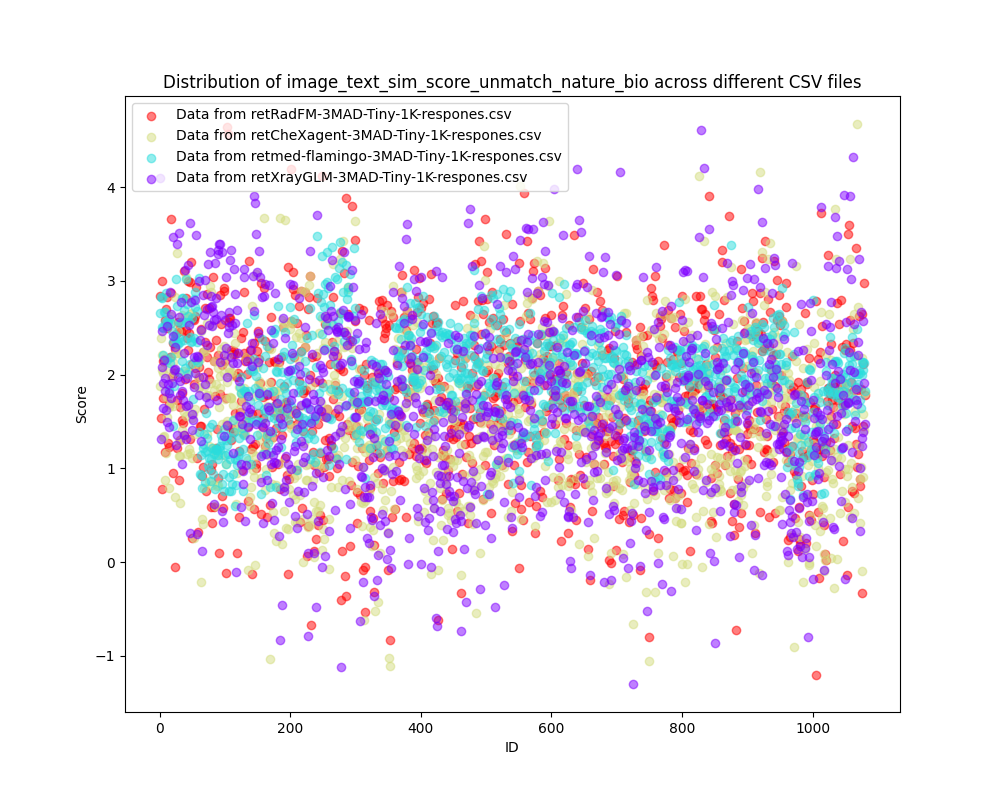 Distribution of image_text_sim_score_unmatch_nature_bio across different CSV files
Data from retRadFM-3MAD-Tiny-1K-respones.csv
Data from retCheXagent-3MAD-Tiny-1K-respones.csv
Data from retmed-flamingo-3MAD-Tiny-1K-respones.csv
Data from retXrayGLM-3MAD-Tiny-1K-respones.csv
4
3
2
1
0
−1
Score
0 200 400 600 800 1000
ID